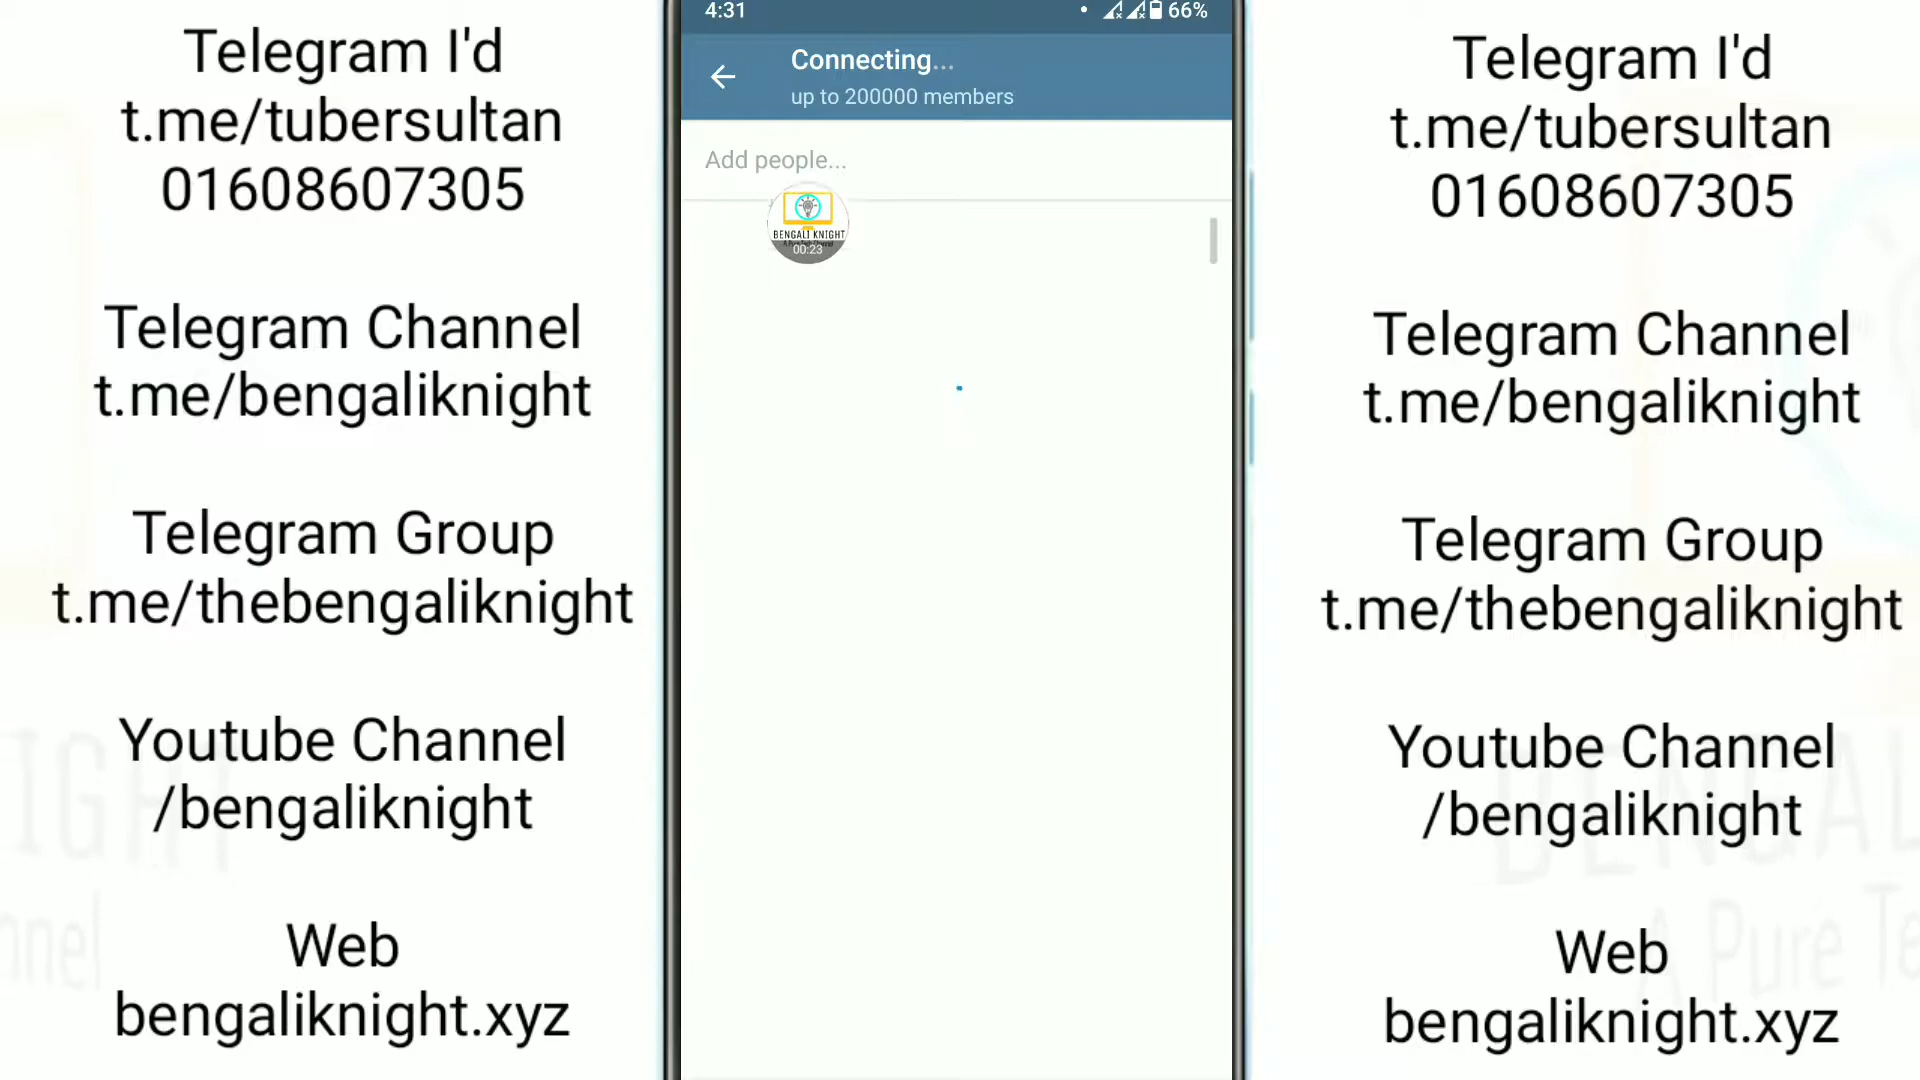 Telegram I'd
t.me/tubersultan
01608607305
Telegram Channel
t.me/bengaliknight
Telegram Group
t.me/thebengaliknight
Youtube Channel
/bengaliknight
Web
bengaliknight.xyz
4:31
66%
Connecting...
up to 200000 members
Add people...
BENGALI KNIGHT
00:23
Telegram I'd
t.me/tubersultan
01608607305
Telegram Channel
t.me/bengaliknight
Telegram Group
t.me/thebengaliknight
Youtube Channel
/bengaliknight
Web
bengaliknight.xyz